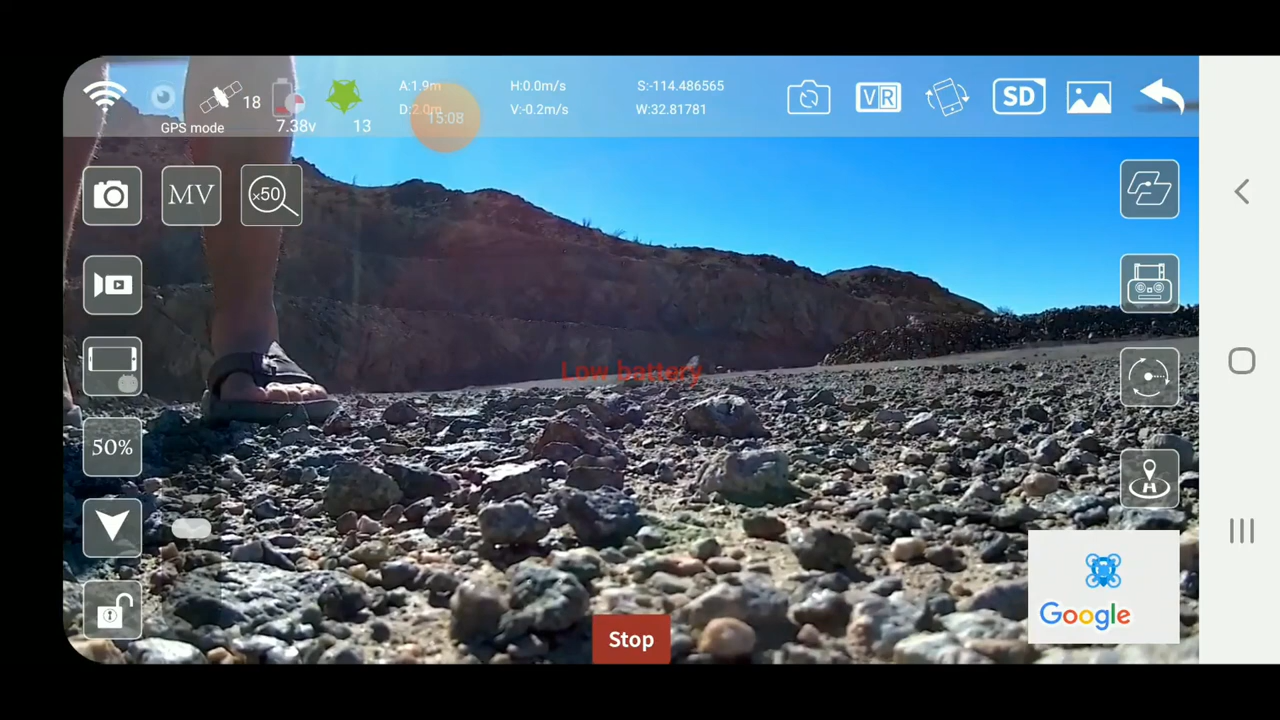 A:1.9m H:0.0m/s S:-114.486565
18
D:2.0m 15:08 V:-0.2m/s W:32.81781
GPS mode 7.38v 13
VR
SD
MV x50
Low battery
50%
Google
Stop